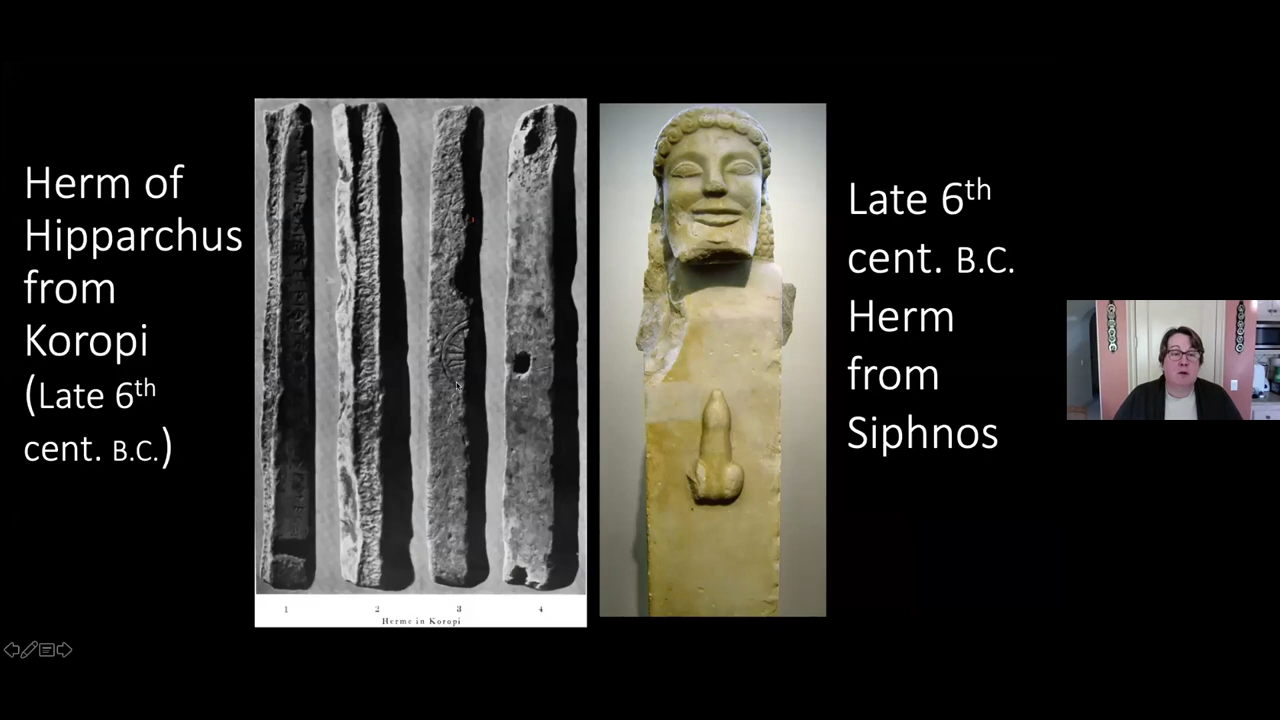 Herm of
Hipparchus
from
Koropi
(Late 6th
cent. B.C.)
1 2 3 4
Herme in Koropi
Late 6th
cent. B.C.
Herm
from
Siphnos